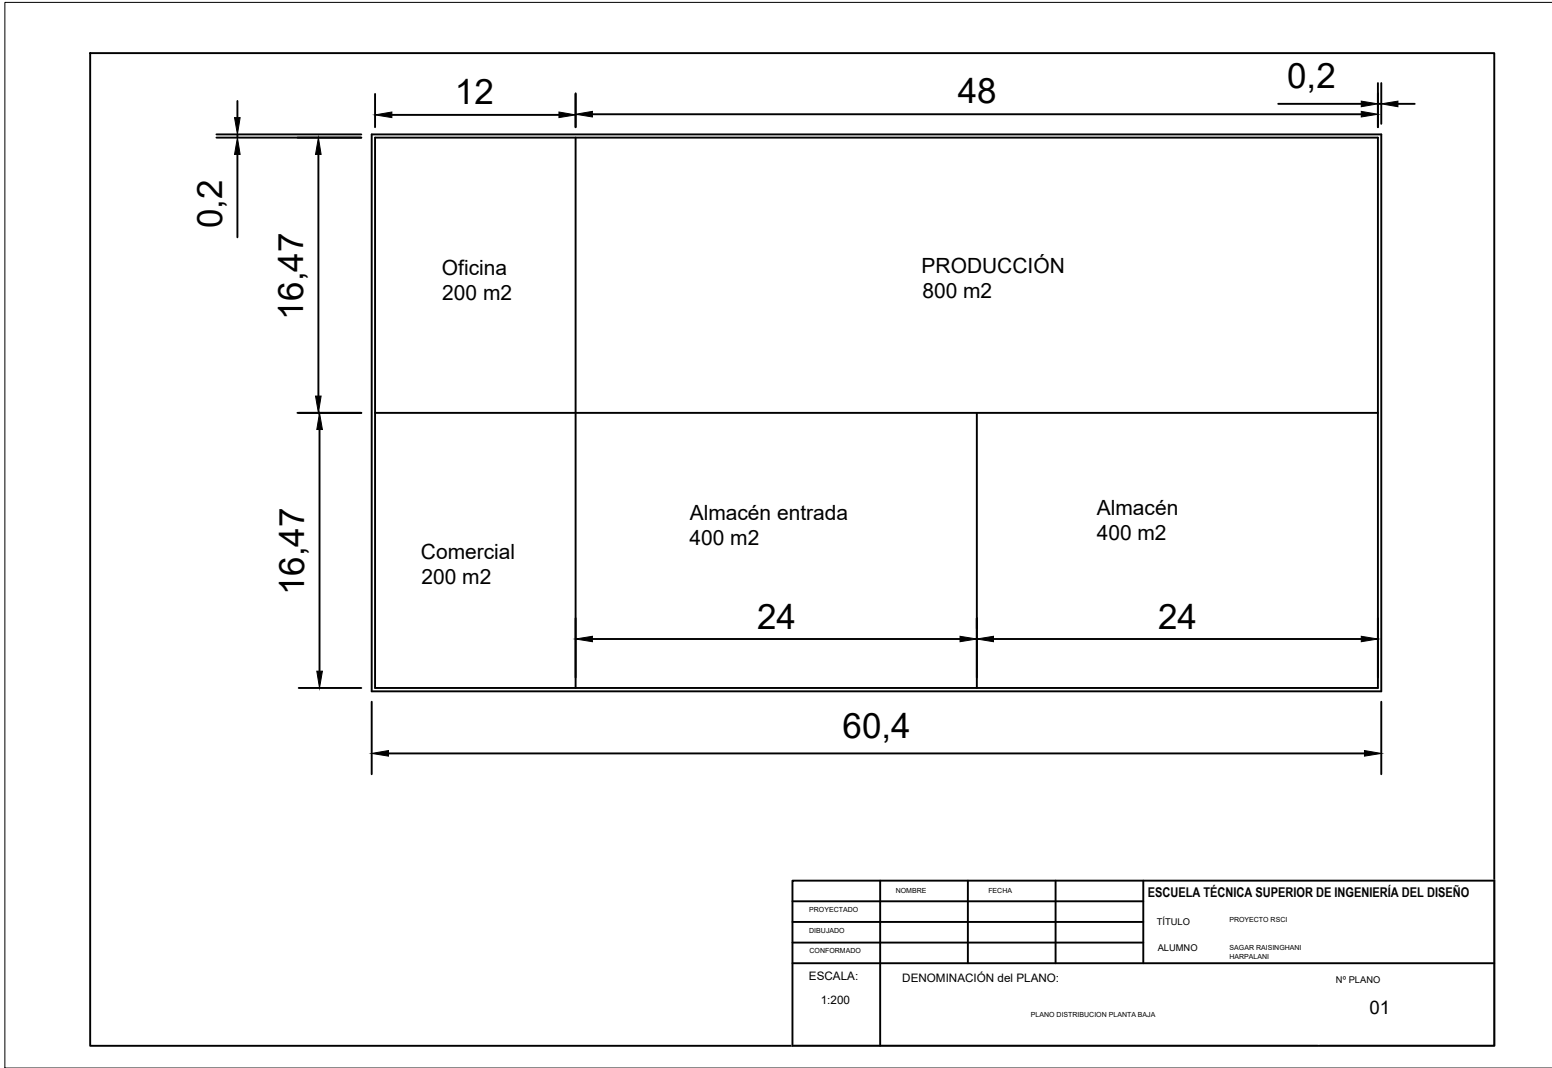 12
48
0,2
0,2
16,47
Oficina
200 m2
PRODUCCIÓN
800 m2
16,47
Comercial
200 m2
Almacén entrada
400 m2
Almacén
400 m2
24
24
60,4
NOMBRE
FECHA
PROYECTADO
DIBUJADO
CONFORMADO
ESCUELA TÉCNICA SUPERIOR DE INGENIERÍA DEL DISEÑO
TÍTULO
PROYECTO RSCI
ALUMNO
SAGAR RAISINGHANI
HARPALANI
ESCALA:
1:200
DENOMINACIÓN del PLANO:
PLANO DISTRIBUCION PLANTA BAJA
Nº PLANO
01